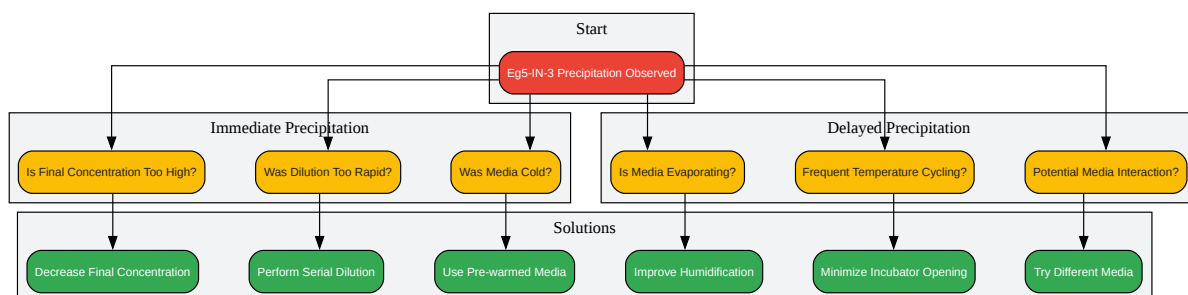 Start
Eg5-IN-3 Precipitation Observed
Immediate Precipitation
Delayed Precipitation
Is Final Concentration Too High?
Was Dilution Too Rapid?
Was Media Cold?
Is Media Evaporating?
Frequent Temperature Cycling?
Potential Media Interaction?
Solutions
Decrease Final Concentration
Perform Serial Dilution
Use Pre-warmed Media
Improve Humidification
Minimize Incubator Opening
Try Different Media